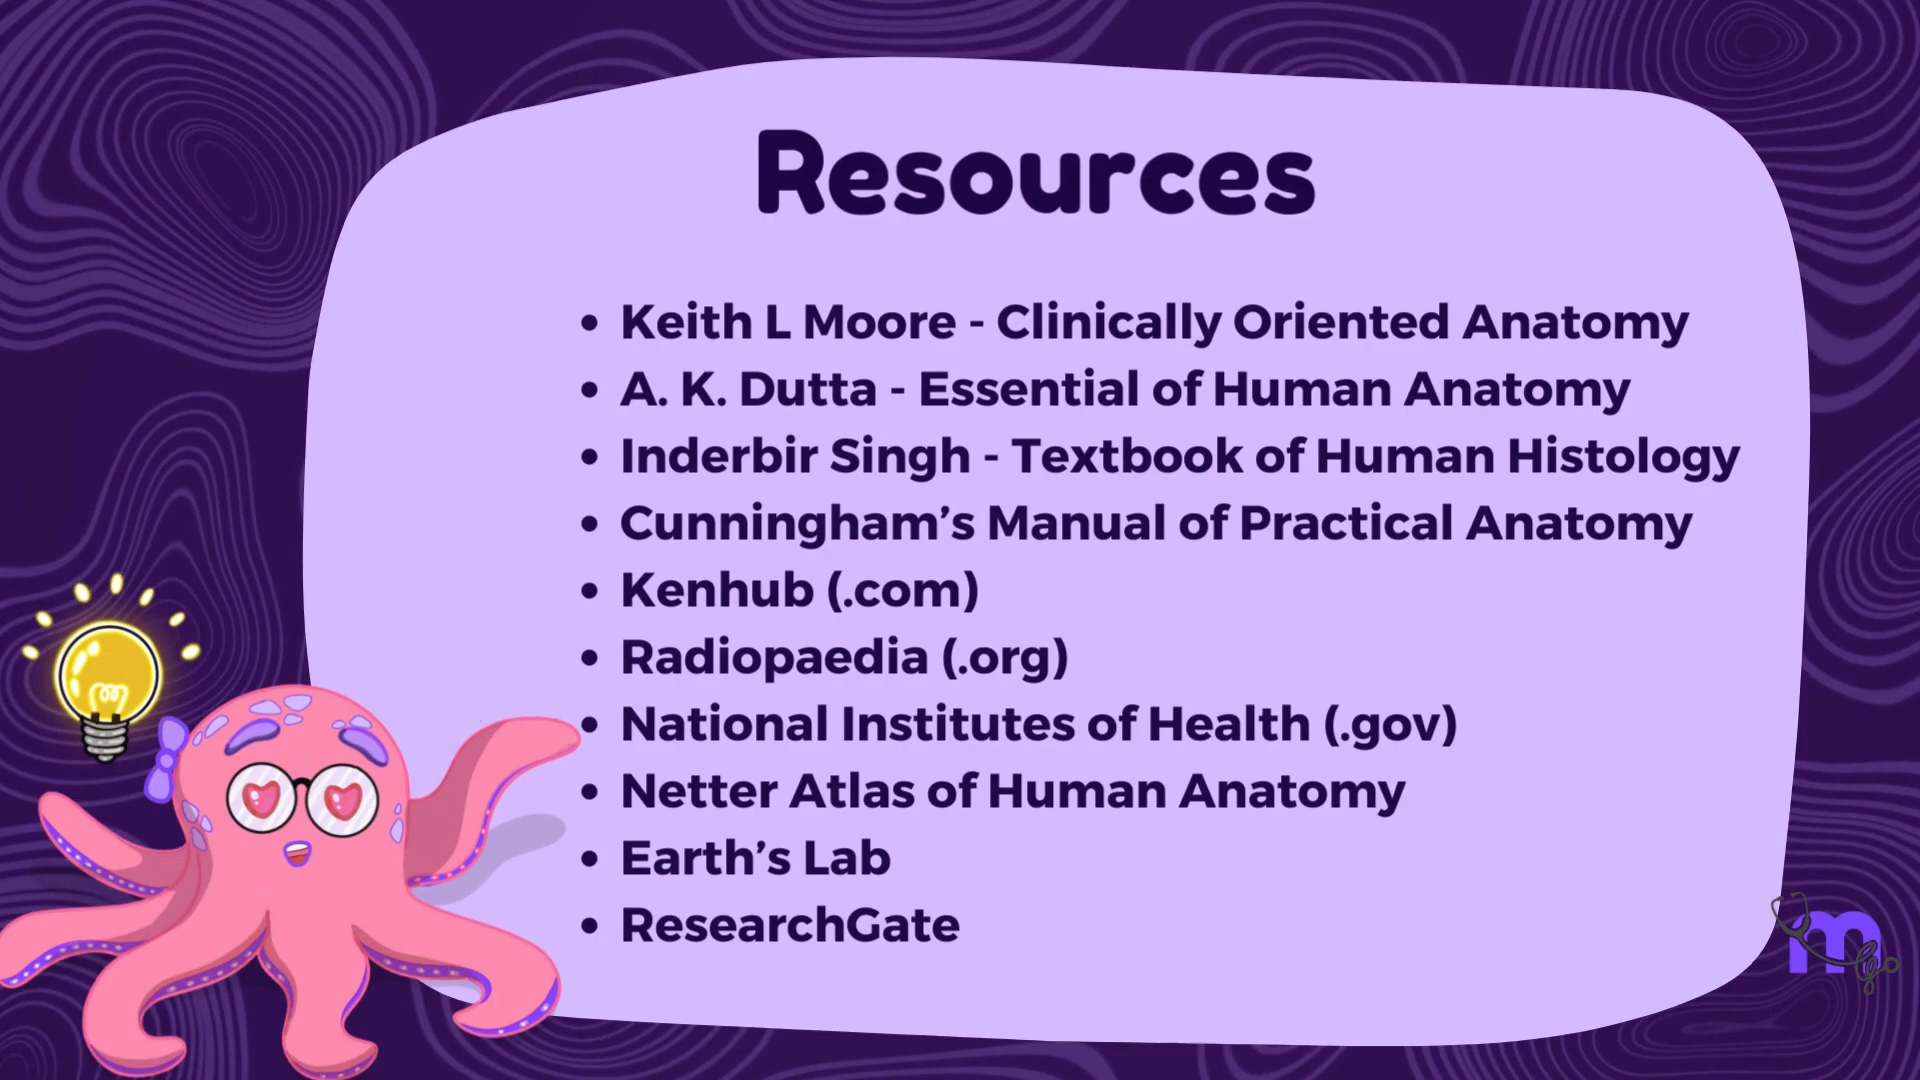 Resources
• Keith L Moore - Clinically Oriented Anatomy
• A. K. Dutta - Essential of Human Anatomy
• Inderbir Singh - Textbook of Human Histology
• Cunningham’s Manual of Practical Anatomy
• Kenhub (.com)
• Radiopaedia (.org)
• National Institutes of Health (.gov)
• Netter Atlas of Human Anatomy
• Earth’s Lab
• ResearchGate
m
go